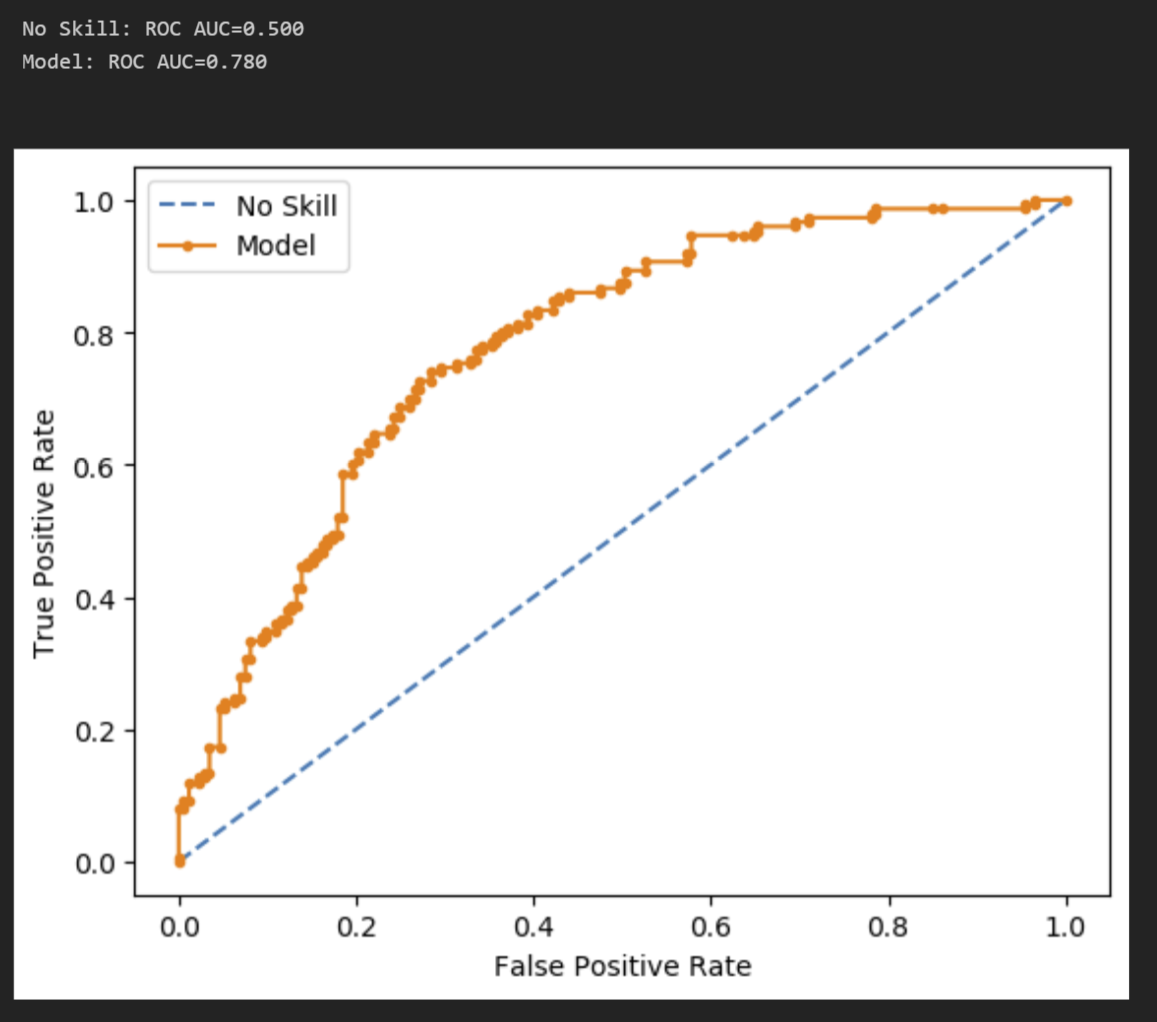 No Skill: ROC AUC=0.500
Model: ROC AUC=0.780
No Skill
Model
True Positive Rate
1.0
0.8
0.6
0.4
0.2
0.0
0.0 0.2 0.4 0.6 0.8 1.0
False Positive Rate